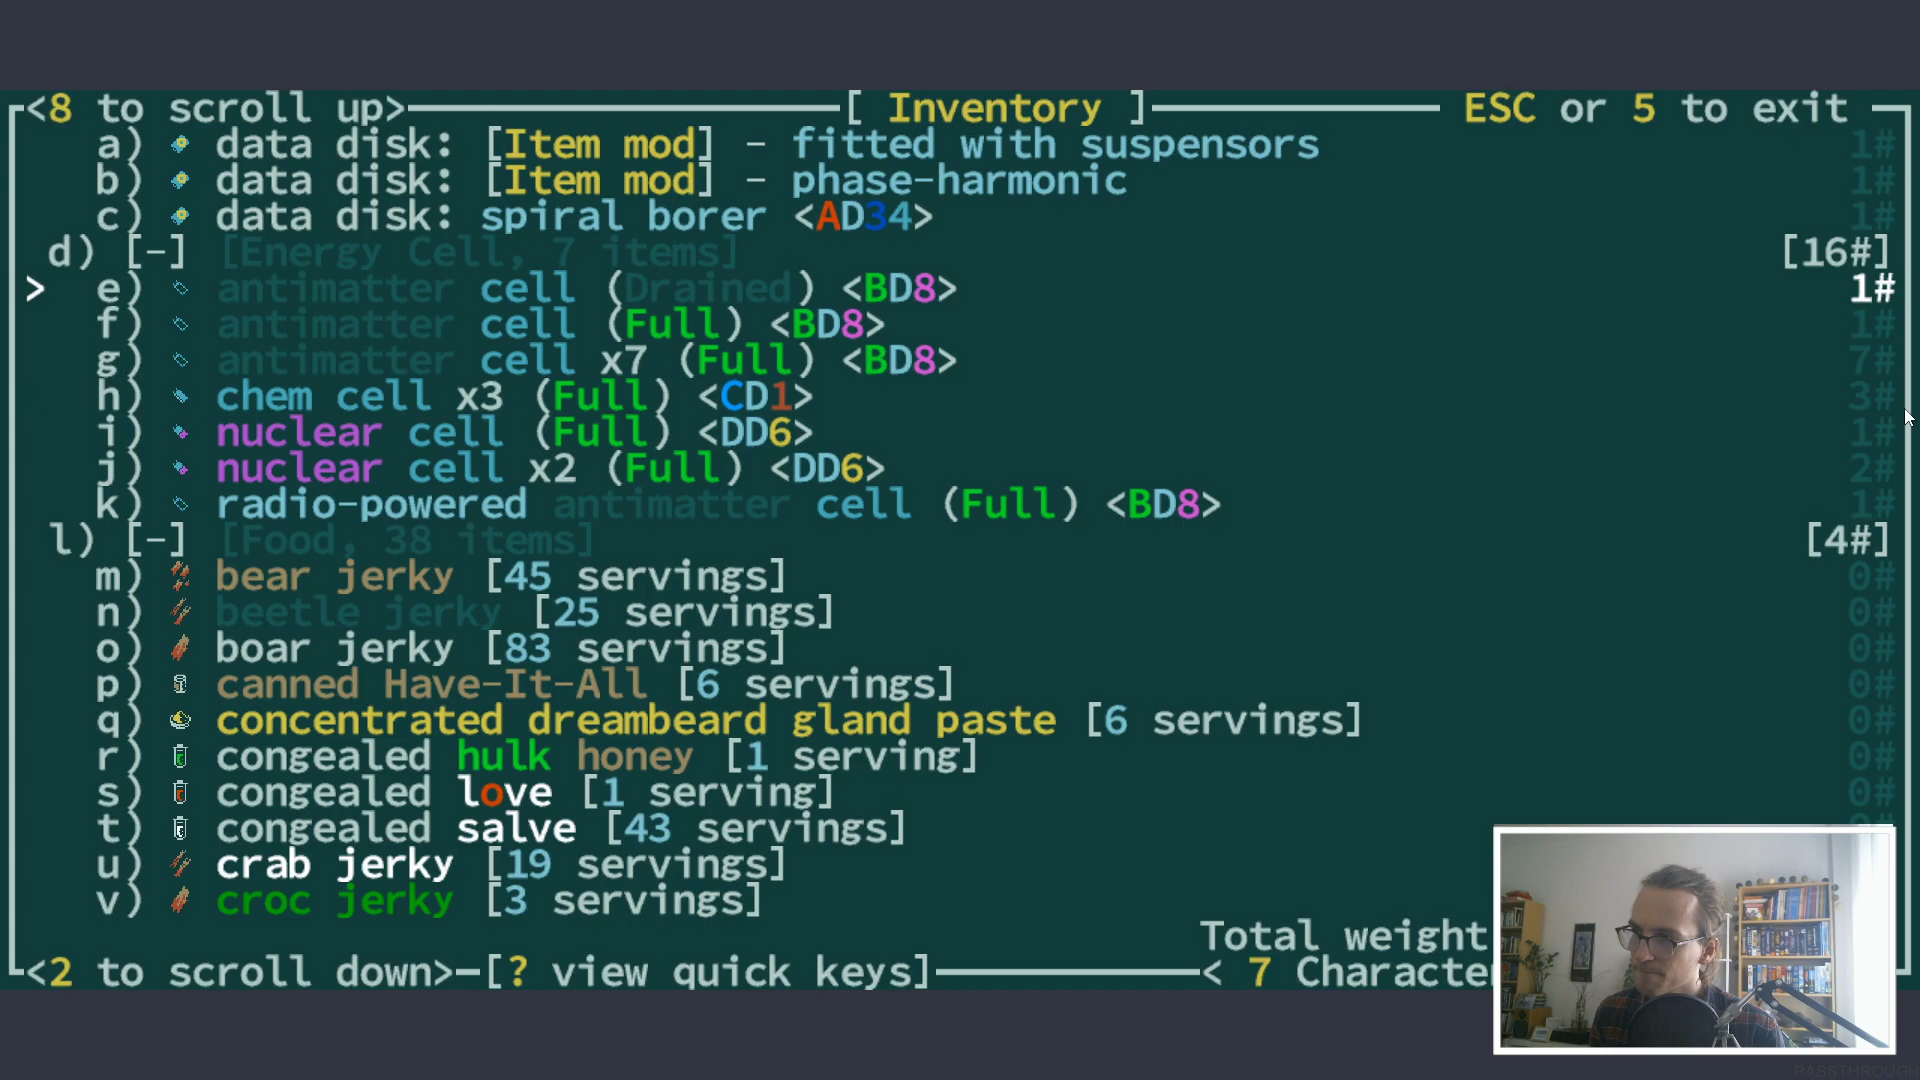 <8 to scroll up> [ Inventory ] ESC or 5 to exit
a) data disk: [Item mod] - fitted with suspensors 1#
b) data disk: [Item mod] - phase-harmonic 1#
c) data disk: spiral borer <AD34> 1#
d) [-] [Energy Cell, 7 items] [16#]
> e) antimatter cell (Drained) <BD8> 1#
f) antimatter cell (Full) <BD8> 1#
g) antimatter cell x7 (Full) <BD8> 7#
h) chem cell x3 (Full) <CD1> 3#
i) nuclear cell (Full) <DD6> 1#
j) nuclear cell x2 (Full) <DD6> 2#
k) radio-powered antimatter cell (Full) <BD8> 1#
l) [-] [Food, 38 items] [4#]
m) bear jerky [45 servings] 0#
n) beetle jerky [25 servings] 0#
o) boar jerky [83 servings] 0#
p) canned Have-It-All [6 servings] 0#
q) concentrated dreambeard gland paste [6 servings] 0#
r) congealed hulk honey [1 serving] 0#
s) congealed love [1 serving] 0#
t) congealed salve [43 servings]
u) crab jerky [19 servings]
v) croc jerky [3 servings]
Total weight
<2 to scroll down> [? view quick keys] < 7 Character
PASSTHROUGH